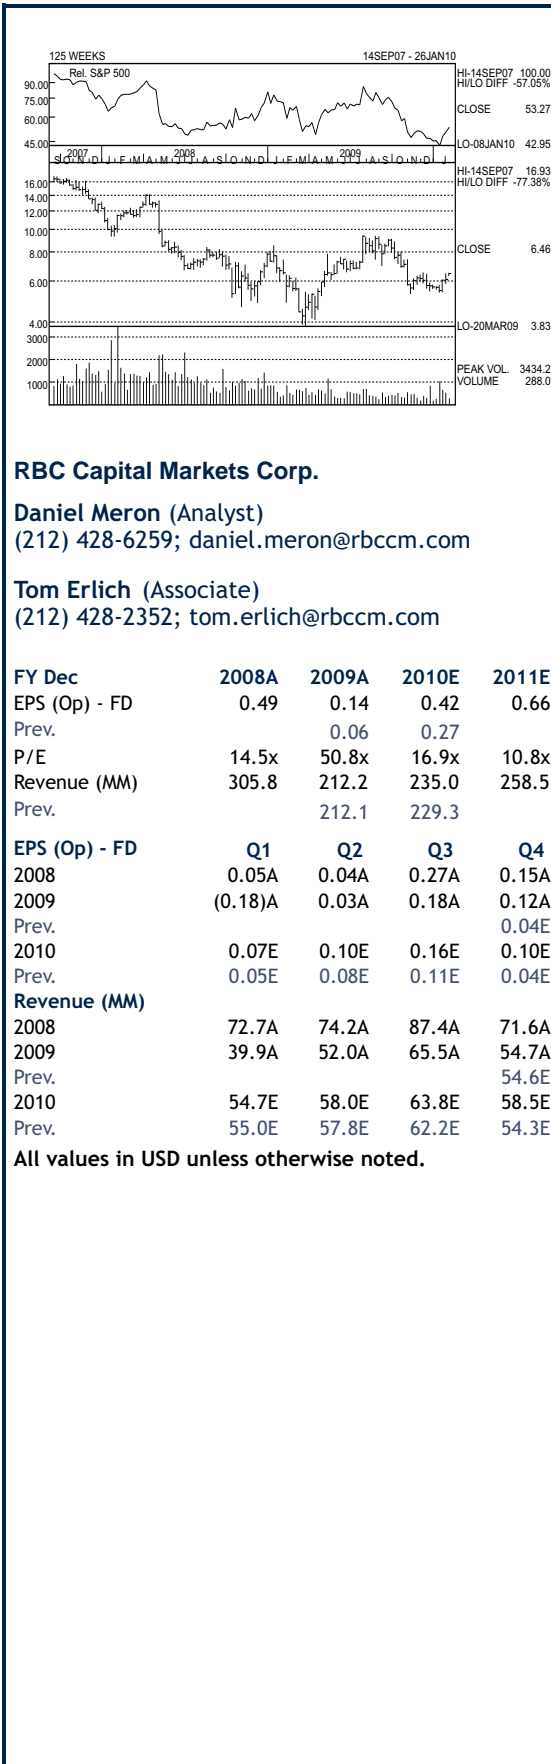 125 WEEKS 14SEP07 - 26JAN10
Rel. S&P 500
HI-14SEP07 100.00
HI/LO DIFF -57.05%
90.00
75.00
CLOSE 53.27
60.00
45.00
LO-08JAN10 42.95
2007 2008 2009
S O N D J F M A M J J A S O N D J F M A M J J A S O N D J
HI-14SEP07 16.93
HI/LO DIFF -77.38%
16.00
14.00
12.00
10.00
8.00
CLOSE 6.46
6.00
4.00
LO-20MAR09 3.83
3000
2000
PEAK VOL. 3434.2
VOLUME 288.0
1000
RBC Capital Markets Corp.
Daniel Meron (Analyst)
(212) 428-6259; daniel.meron@rbccm.com
Tom Erlich (Associate)
(212) 428-2352; tom.erlich@rbccm.com
FY Dec 2008A 2009A 2010E 2011E
EPS (Op) - FD 0.49 0.14 0.42 0.66
Prev. 0.06 0.27
P/E 14.5x 50.8x 16.9x 10.8x
Revenue (MM) 305.8 212.2 235.0 258.5
Prev. 212.1 229.3
EPS (Op) - FD Q1 Q2 Q3 Q4
2008 0.05A 0.04A 0.27A 0.15A
2009 (0.18)A 0.03A 0.18A 0.12A
Prev. 0.04E
2010 0.07E 0.10E 0.16E 0.10E
Prev. 0.05E 0.08E 0.11E 0.04E
Revenue (MM)
2008 72.7A 74.2A 87.4A 71.6A
2009 39.9A 52.0A 65.5A 54.7A
Prev. 54.6E
2010 54.7E 58.0E 63.8E 58.5E
Prev. 55.0E 57.8E 62.2E 54.3E
All values in USD unless otherwise noted.